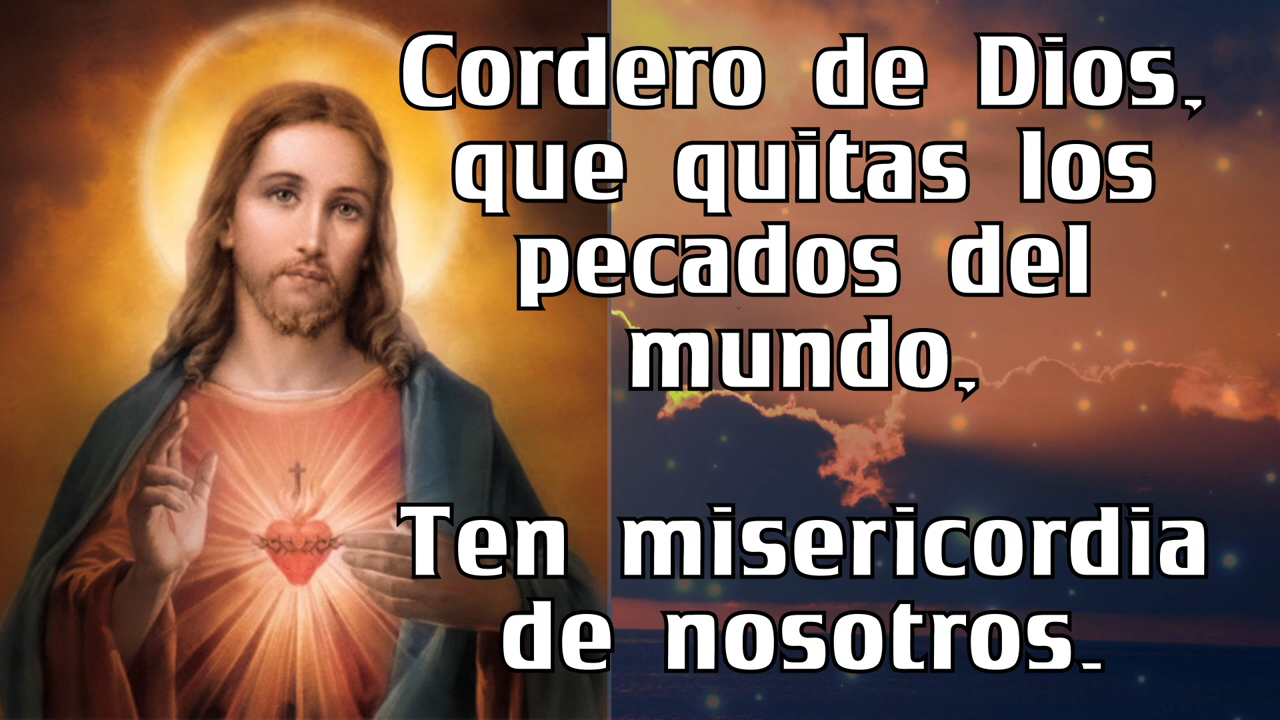 Cordero de Dios,
que quitas los
pecados del
mundo,
Ten misericordia
de nosotros.